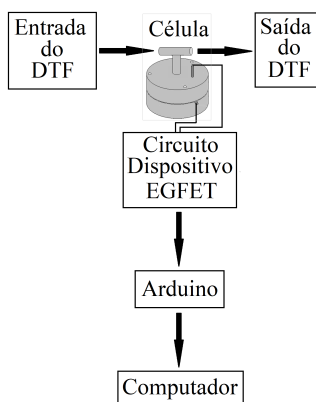 Entrada
do
DTF
Célula
Saída
do
DTF
Circuito
Dispositivo
EGFET
Arduino
Computador